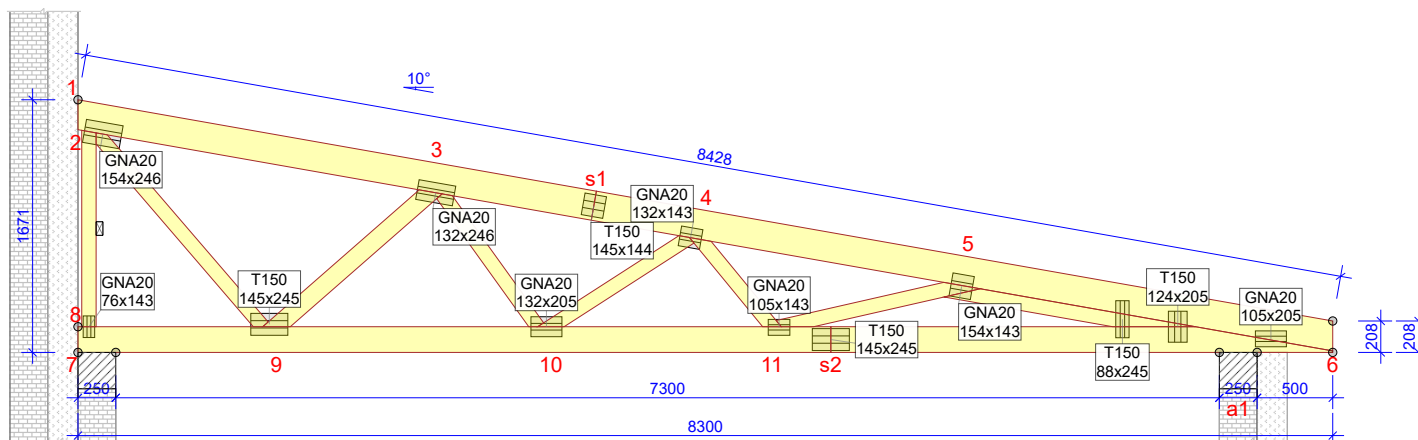 1
10°
8428
2
GNA20
154x246
3
s1
GNA20
132x143
4
GNA20
132x246
T150
145x144
5
1671
GNA20
76x143
T150
145x245
GNA20
132x205
GNA20
105x143
T150
145x245
GNA20
154x143
T150
124x205
GNA20
105x205
T150
88x245
208
208
8
7
9
10
11
s2
6
250
7300
250
500
a1
8300